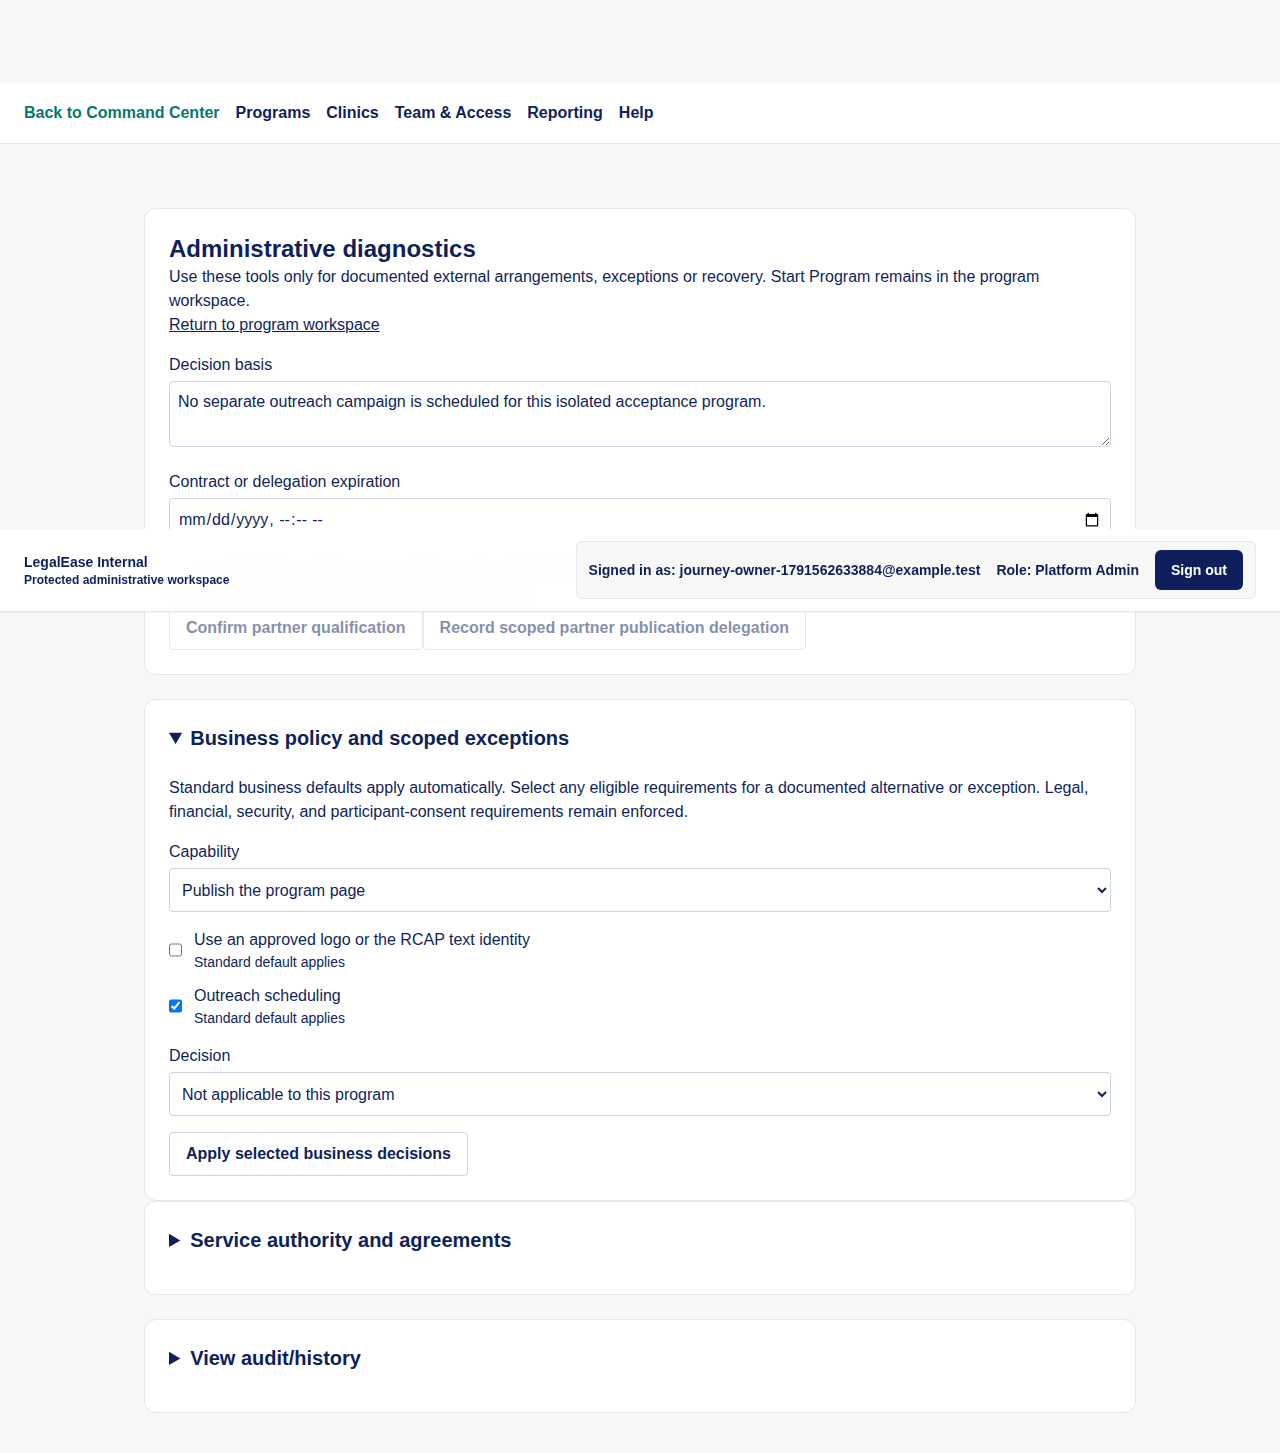 Back to Command Center Programs Clinics Team & Access Reporting Help
Administrative diagnostics
Use these tools only for documented external arrangements, exceptions or recovery. Start Program remains in the program
workspace.
Return to program workspace
Decision basis
No separate outreach campaign is scheduled for this isolated acceptance program.
Contract or delegation expiration
mm/dd/yyyy, --:-- --
LegalEase Internal
Protected administrative workspace
Signed in as: journey-owner-1791562633884@example.test Role: Platform Admin Sign out
Confirm partner qualification Record scoped partner publication delegation
Business policy and scoped exceptions
Standard business defaults apply automatically. Select any eligible requirements for a documented alternative or exception. Legal,
financial, security, and participant-consent requirements remain enforced.
Capability
Publish the program page
Use an approved logo or the RCAP text identity
Standard default applies
Outreach scheduling
Standard default applies
Decision
Not applicable to this program
Apply selected business decisions
Service authority and agreements
View audit/history